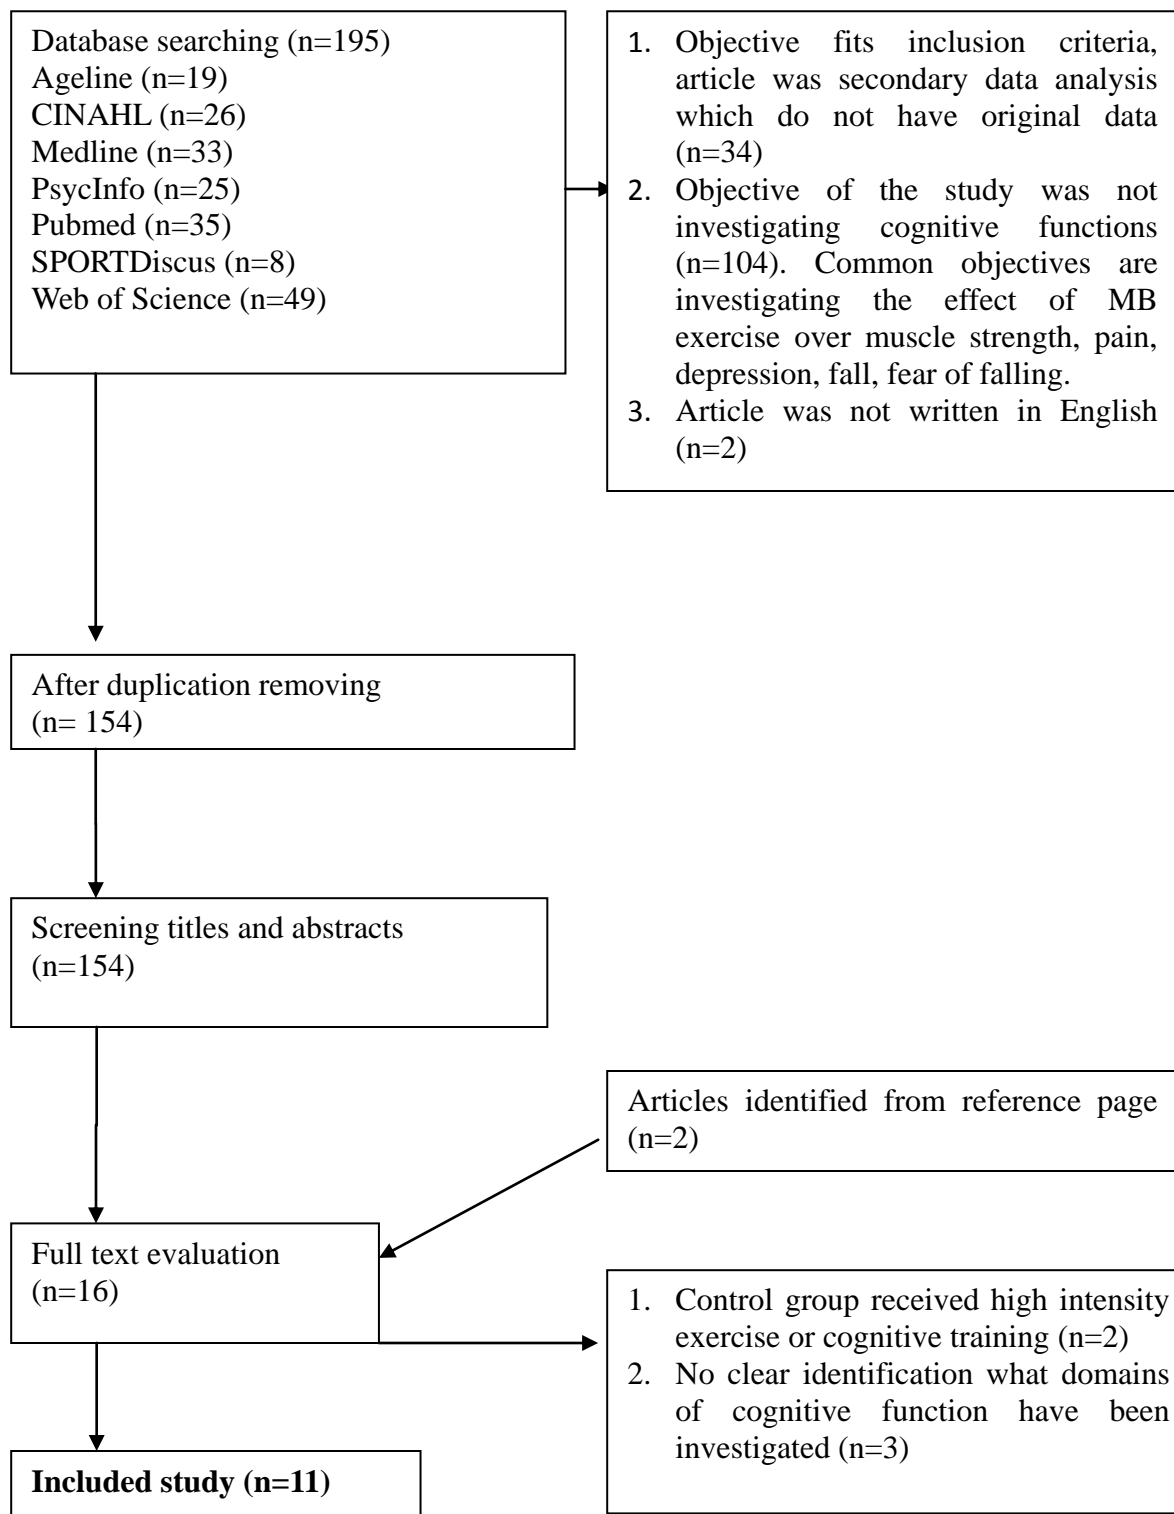 Database searching (n=195)
Ageline (n=19)
CINAHL (n=26)
Medline (n=33)
PsycInfo (n=25)
Pubmed (n=35)
SPORTDiscus (n=8)
Web of Science (n=49)
1. Objective fits inclusion criteria,
article was secondary data analysis
which do not have original data
(n=34)
2. Objective of the study was not
investigating cognitive functions
(n=104). Common objectives are
investigating the effect of MB
exercise over muscle strength, pain,
depression, fall, fear of falling.
3. Article was not written in English
(n=2)
After duplication removing
(n= 154)
Screening titles and abstracts
(n=154)
Articles identified from reference page
(n=2)
Full text evaluation
(n=16)
1. Control group received high intensity
exercise or cognitive training (n=2)
2. No clear identification what domains
of cognitive function have been
investigated (n=3)
Included study (n=11)